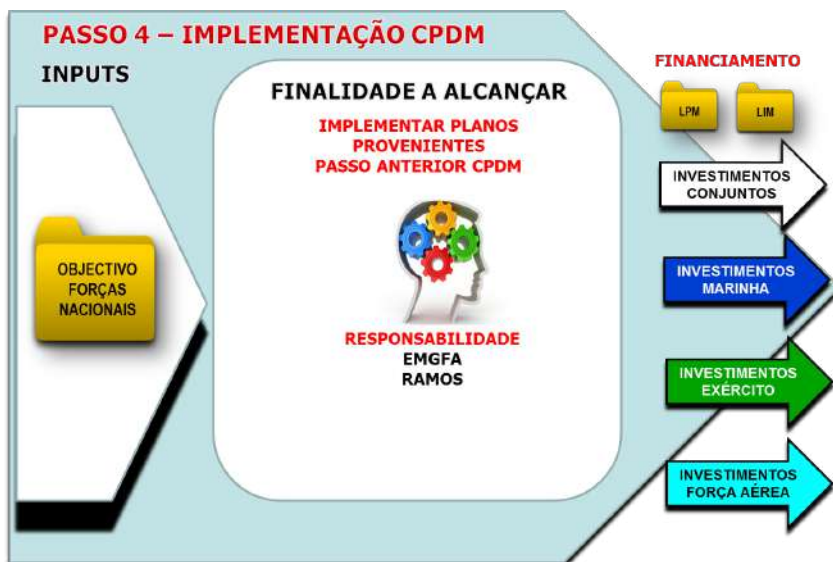 PASSO 4 – IMPLEMENTAÇÃO CPDM
INPUTS
OBJECTIVO
FORÇAS
NACIONAIS
FINALIDADE A ALCANÇAR
IMPLEMENTAR PLANOS
PROVENIENTES
PASSO ANTERIOR CPDM
RESPONSABILIDADE
EMGFA
RAMOS
FINANCIAMENTO
LPM
LIM
INVESTIMENTOS
CONJUNTOS
INVESTIMENTOS
MARINHA
INVESTIMENTOS
EXÉRCITO
INVESTIMENTOS
FORÇA AÉREA